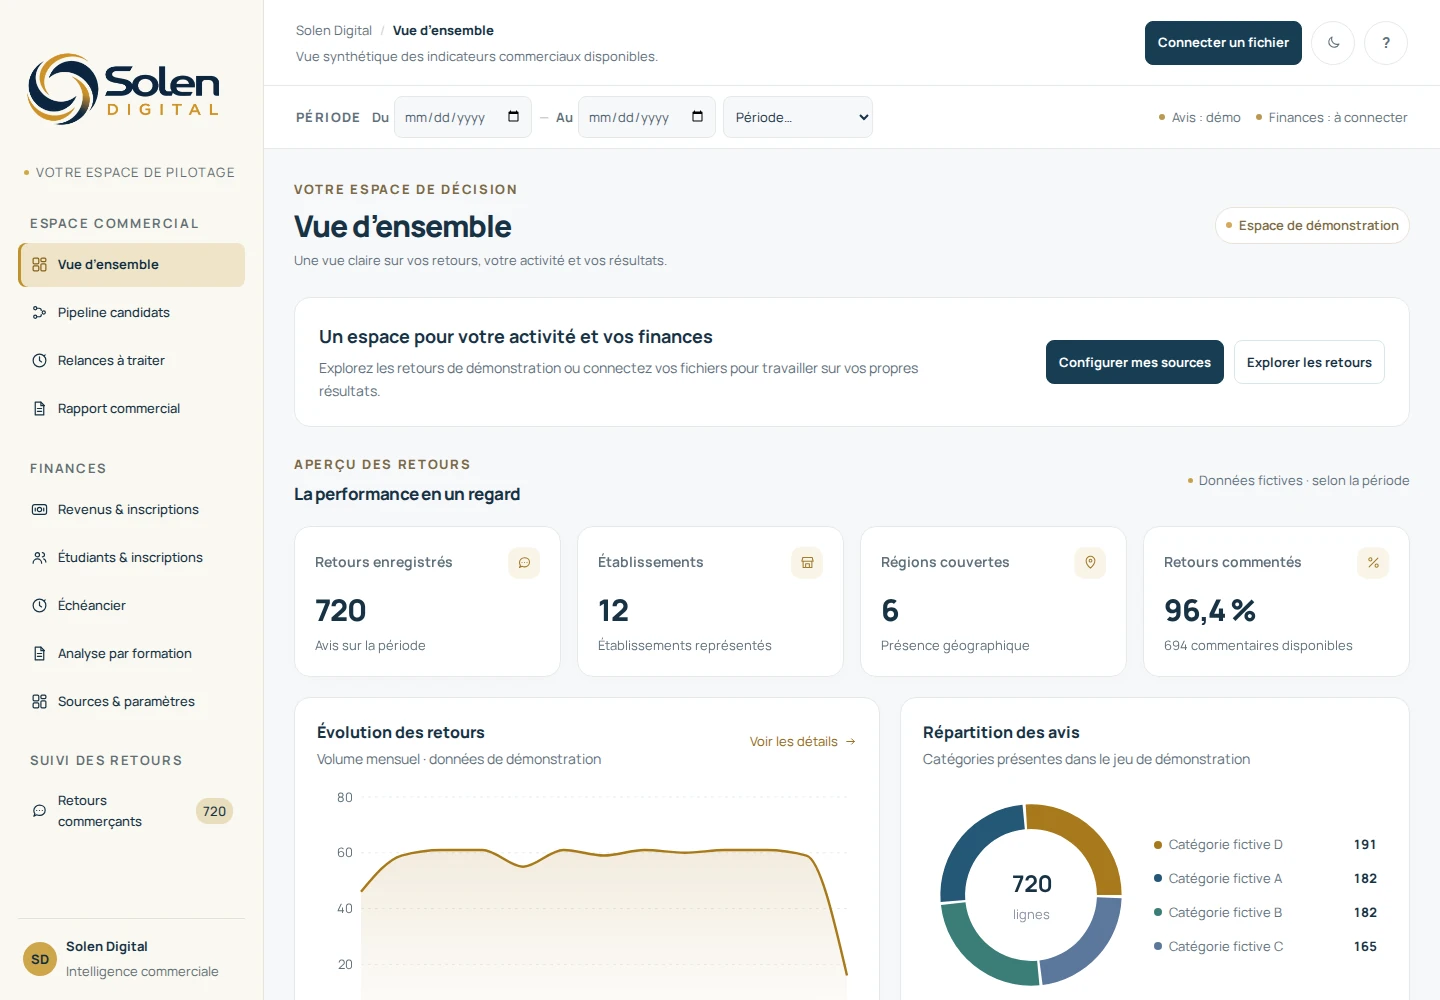 Solen
DIGITAL
VOTRE ESPACE DE PILOTAGE
ESPACE COMMERCIAL
Vue d’ensemble
Pipeline candidats
Relances à traiter
Rapport commercial
FINANCES
Revenus & inscriptions
Étudiants & inscriptions
Échéancier
Analyse par formation
Sources & paramètres
SUIVI DES RETOURS
Retours
commerçants
720
SD
Solen Digital
Intelligence commerciale
Solen Digital / Vue d’ensemble
Vue synthétique des indicateurs commerciaux disponibles.
Connecter un fichier
?
PÉRIODE Du mm/dd/yyyy — Au mm/dd/yyyy Période…
Avis : démo Finances : à connecter
VOTRE ESPACE DE DÉCISION
Vue d’ensemble
Une vue claire sur vos retours, votre activité et vos résultats.
Espace de démonstration
Un espace pour votre activité et vos finances
Explorez les retours de démonstration ou connectez vos fichiers pour travailler sur vos propres
résultats.
Configurer mes sources
Explorer les retours
APERÇU DES RETOURS
La performance en un regard
Données fictives · selon la période
Retours enregistrés
720
Avis sur la période
Établissements
12
Établissements représentés
Régions couvertes
6
Présence géographique
Retours commentés
%
96,4 %
694 commentaires disponibles
Évolution des retours
Volume mensuel · données de démonstration
Voir les détails →
80
60
40
20
Répartition des avis
Catégories présentes dans le jeu de démonstration
720
lignes
Catégorie fictive D 191
Catégorie fictive A 182
Catégorie fictive B 182
Catégorie fictive C 165